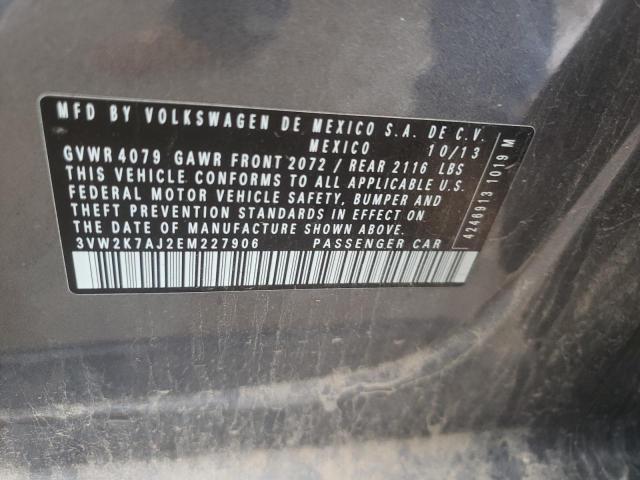 MFD BY VOLKSWAGEN DE MEXICO S.A. DE C.V.
MEXICO 10/13
GVWR 4079 GAWR FRONT 2072 / REAR 2116 LBS
THIS VEHICLE CONFORMS TO ALL APPLICABLE U.S.
FEDERAL MOTOR VEHICLE SAFETY, BUMPER AND
THEFT PREVENTION STANDARDS IN EFFECT ON
THE DATE OF MANUFACTURE SHOWN ABOVE.
3VW2K7AJ2EM227906 PASSENGER CAR
4246913 1019 M